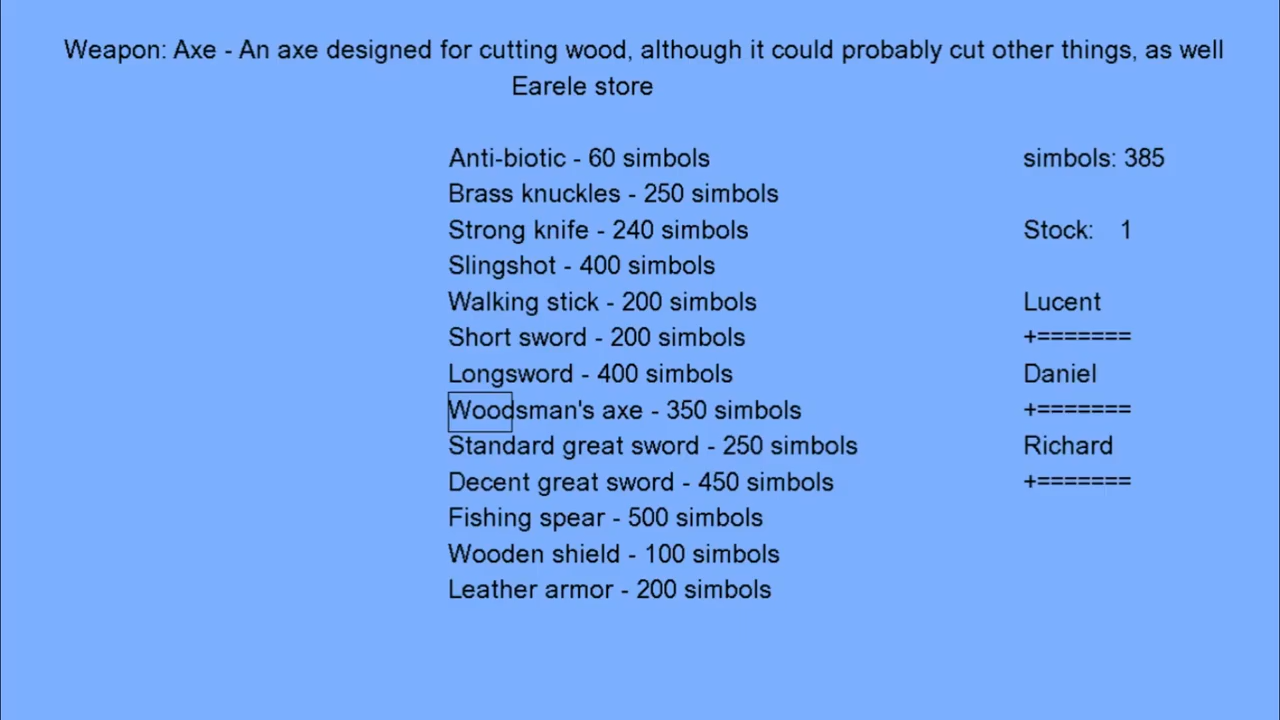 Weapon: Axe - An axe designed for cutting wood, although it could probably cut other things, as well
Earele store
Anti-biotic - 60 simbols
simbols: 385
Brass knuckles - 250 simbols
Strong knife - 240 simbols
Stock: 1
Slingshot - 400 simbols
Walking stick - 200 simbols
Lucent
Short sword - 200 simbols
+=======
Longsword - 400 simbols
Daniel
Woodsman's axe - 350 simbols
+=======
Standard great sword - 250 simbols
Richard
Decent great sword - 450 simbols
+=======
Fishing spear - 500 simbols
Wooden shield - 100 simbols
Leather armor - 200 simbols